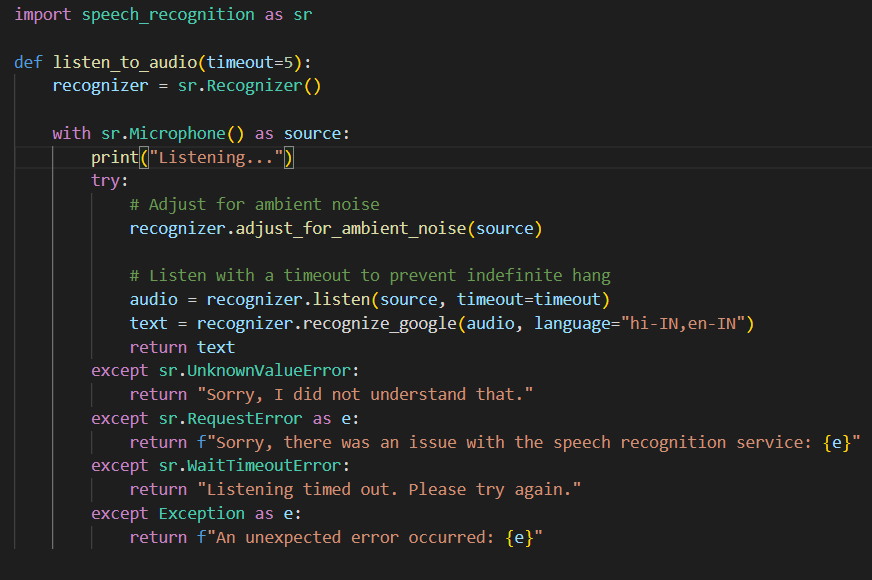 import speech_recognition as sr
def listen_to_audio(timeout=5):
    recognizer = sr.Recognizer()
    with sr.Microphone() as source:
        print("Listening...")
        try:
            # Adjust for ambient noise
            recognizer.adjust_for_ambient_noise(source)
            # Listen with a timeout to prevent indefinite hang
            audio = recognizer.listen(source, timeout=timeout)
            text = recognizer.recognize_google(audio, language="hi-IN,en-IN")
            return text
        except sr.UnknownValueError:
            return "Sorry, I did not understand that."
        except sr.RequestError as e:
            return f"Sorry, there was an issue with the speech recognition service: {e}"
        except sr.WaitTimeoutError:
            return "Listening timed out. Please try again."
        except Exception as e:
            return f"An unexpected error occurred: {e}"